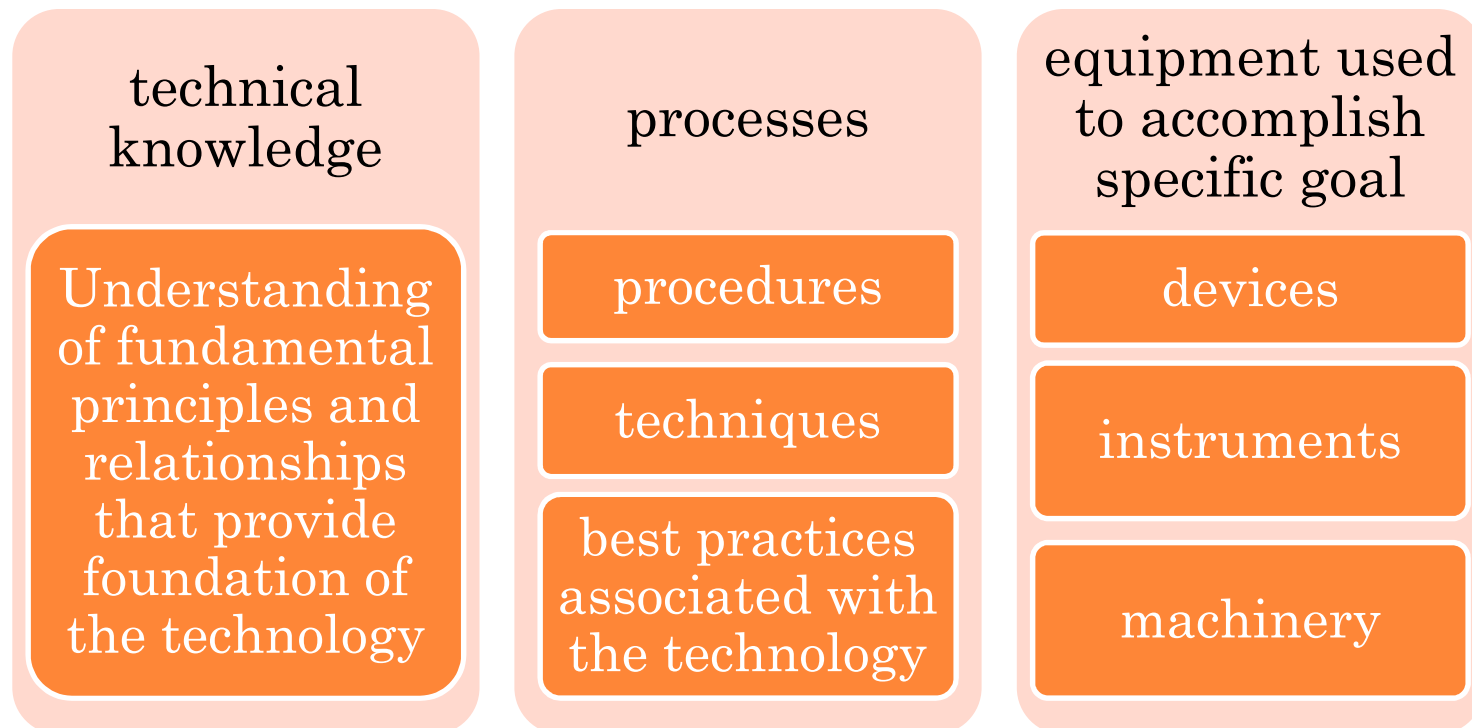 technical
knowledge
Understanding
of fundamental
principles and
relationships
that provide
foundation of
the technology
processes
procedures
techniques
best practices
associated with
the technology
equipment used
to accomplish
specific goal
devices
instruments
machinery